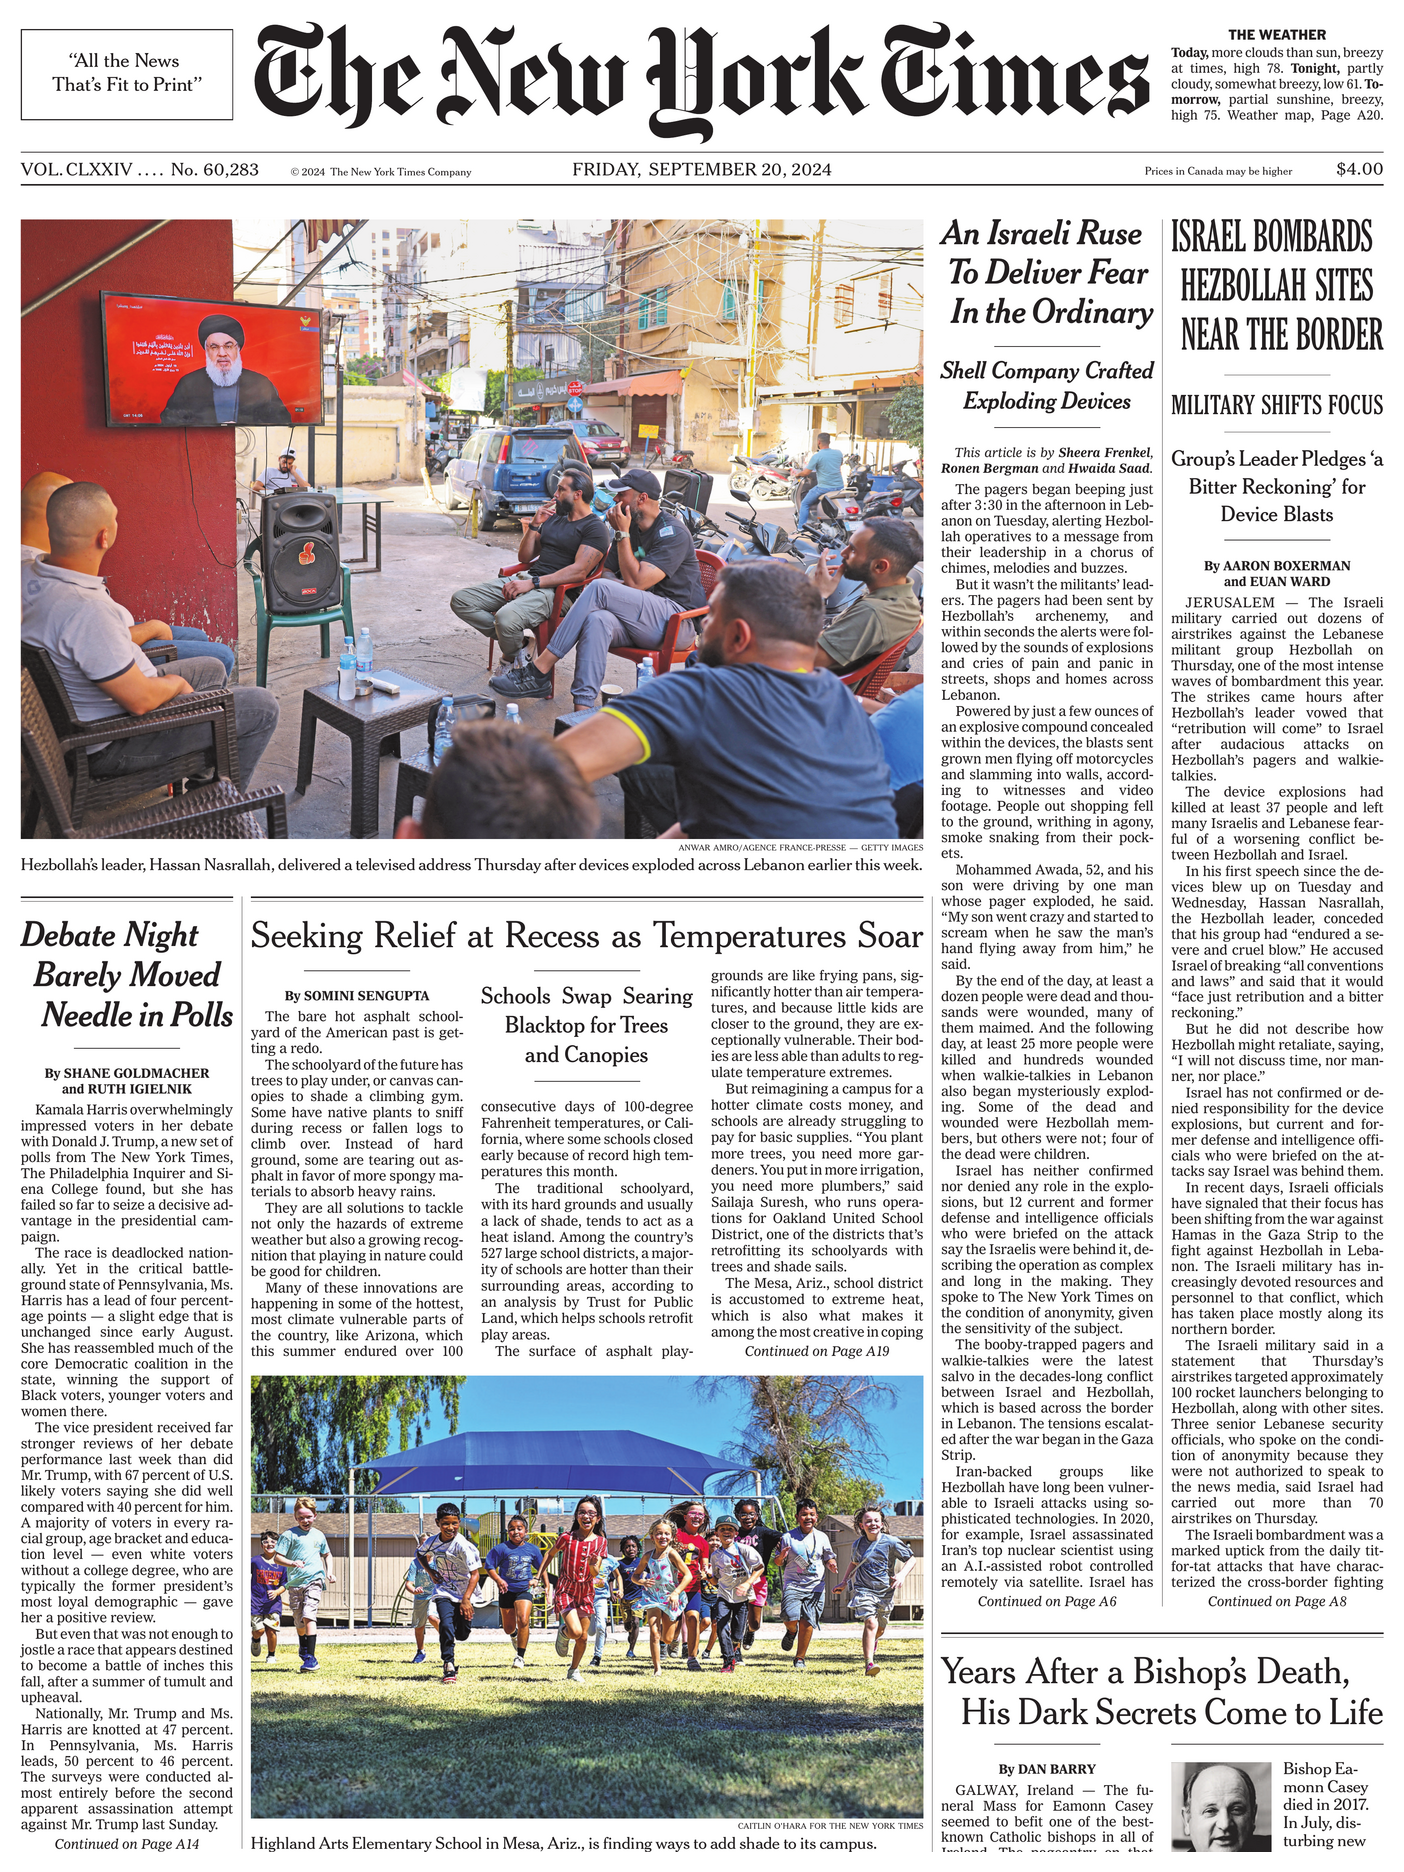 "All the News
That's Fit to Print"
The New York Times
THE WEATHER
Today, more clouds than sun, breezy
at times, high 78. Tonight, partly
cloudy, somewhat breezy, low 61. To-
morrow, partial sunshine, breezy,
high 75. Weather map, Page A20.
VOL. CLXXIV .... No. 60,283
© 2024 The New York Times Company
FRIDAY, SEPTEMBER 20, 2024
Prices in Canada may be higher
$4.00
STOP
ANWAR AMRO/AGENCE FRANCE-PRESSE — GETTY IMAGES
Hezbollah's leader, Hassan Nasrallah, delivered a televised address Thursday after devices exploded across Lebanon earlier this week.
An Israeli Ruse
To Deliver Fear
In the Ordinary
Shell Company Crafted
Exploding Devices
This article is by Sheera Frenkel,
Ronen Bergman and Hwaida Saad.
The pagers began beeping just
after 3:30 in the afternoon in Leb-
anon on Tuesday, alerting Hezbol-
lah operatives to a message from
their leadership in a chorus of
chimes, melodies and buzzes.
But it wasn't the militants' lead-
ers. The pagers had been sent by
Hezbollah's archenemy, and
within seconds the alerts were fol-
lowed by the sounds of explosions
and cries of pain and panic in
streets, shops and homes across
Lebanon.
Powered by just a few ounces of
an explosive compound concealed
within the devices, the blasts sent
grown men flying off motorcycles
and slamming into walls, accord-
ing to witnesses and video
footage. People out shopping fell
to the ground, writhing in agony,
smoke snaking from their pock-
ets.
Mohammed Awada, 52, and his
son were driving by one man
whose pager exploded, he said.
"My son went crazy and started to
scream when he saw the man's
hand flying away from him," he
said.
By the end of the day, at least a
dozen people were dead and thou-
sands were wounded, many of
them maimed. And the following
day, at least 25 more people were
killed and hundreds wounded
when walkie-talkies in Lebanon
also began mysteriously explod-
ing. Some of the dead and
wounded were Hezbollah mem-
bers, but others were not; four of
the dead were children.
Israel has neither confirmed
nor denied any role in the explo-
sions, but 12 current and former
defense and intelligence officials
who were briefed on the attack
say the Israelis were behind it, de-
scribing the operation as complex
and long in the making. They
spoke to The New York Times on
the condition of anonymity, given
the sensitivity of the subject.
The booby-trapped pagers and
walkie-talkies were the latest
salvo in the decades-long conflict
between Israel and Hezbollah,
which is based across the border
in Lebanon. The tensions escalat-
ed after the war began in the Gaza
Strip.
Iran-backed groups like
Hezbollah have long been vulner-
able to Israeli attacks using so-
phisticated technologies. In 2020,
for example, Israel assassinated
Iran's top nuclear scientist using
an A.I.-assisted robot controlled
remotely via satellite. Israel has
Continued on Page A6
ISRAEL BOMBARDS
HEZBOLLAH SITES
NEAR THE BORDER
MILITARY SHIFTS FOCUS
Group's Leader Pledges 'a
Bitter Reckoning' for
Device Blasts
By AARON BOXERMAN
and EUAN WARD
JERUSALEM — The Israeli
military carried out dozens of
airstrikes against the Lebanese
militant group Hezbollah on
Thursday, one of the most intense
waves of bombardment this year.
The strikes came hours after
Hezbollah's leader vowed that
"retribution will come" to Israel
after audacious attacks on
Hezbollah's pagers and walkie-
talkies.
The device explosions had
killed at least 37 people and left
many Israelis and Lebanese fear-
ful of a worsening conflict be-
tween Hezbollah and Israel.
In his first speech since the de-
vices blew up on Tuesday and
Wednesday, Hassan Nasrallah,
the Hezbollah leader, conceded
that his group had "endured a se-
vere and cruel blow." He accused
Israel of breaking "all conventions
and laws" and said that it would
"face just retribution and a bitter
reckoning."
But he did not describe how
Hezbollah might retaliate, saying,
"I will not discuss time, nor man-
ner, nor place."
Israel has not confirmed or de-
nied responsibility for the device
explosions, but current and for-
mer defense and intelligence offi-
cials who were briefed on the at-
tacks say Israel was behind them.
In recent days, Israeli officials
have signaled that their focus has
been shifting from the war against
Hamas in the Gaza Strip to the
fight against Hezbollah in Leba-
non. The Israeli military has in-
creasingly devoted resources and
personnel to that conflict, which
has taken place mostly along its
northern border.
The Israeli military said in a
statement that Thursday's
airstrikes targeted approximately
100 rocket launchers belonging to
Hezbollah, along with other sites.
Three senior Lebanese security
officials, who spoke on the condi-
tion of anonymity because they
were not authorized to speak to
the news media, said Israel had
carried out more than 70
airstrikes on Thursday.
The Israeli bombardment was a
marked uptick from the daily tit-
for-tat attacks that have charac-
terized the cross-border fighting
Continued on Page A8
Debate Night
Barely Moved
Needle in Polls
By SHANE GOLDMACHER
and RUTH IGIELNIK
Kamala Harris overwhelmingly
impressed voters in her debate
with Donald J. Trump, a new set of
polls from The New York Times,
The Philadelphia Inquirer and Si-
ena College found, but she has
failed so far to seize a decisive ad-
vantage in the presidential cam-
paign.
The race is deadlocked nation-
ally. Yet in the critical battle-
ground state of Pennsylvania, Ms.
Harris has a lead of four percent-
age points — a slight edge that is
unchanged since early August.
She has reassembled much of the
core Democratic coalition in the
state, winning the support of
Black voters, younger voters and
women there.
The vice president received far
stronger reviews of her debate
performance last week than did
Mr. Trump, with 67 percent of U.S.
likely voters saying she did well
compared with 40 percent for him.
A majority of voters in every ra-
cial group, age bracket and educa-
tion level — even white voters
without a college degree, who are
typically the former president's
most loyal demographic — gave
her a positive review.
But even that was not enough to
jostle a race that appears destined
to become a battle of inches this
fall, after a summer of tumult and
upheaval.
Nationally, Mr. Trump and Ms.
Harris are knotted at 47 percent.
In Pennsylvania, Ms. Harris
leads, 50 percent to 46 percent.
The surveys were conducted al-
most entirely before the second
apparent assassination attempt
against Mr. Trump last Sunday.
Continued on Page A14
Seeking Relief at Recess as Temperatures Soar
By SOMINI SENGUPTA
The bare hot asphalt school-
yard of the American past is get-
ting a redo.
The schoolyard of the future has
trees to play under, or canvas can-
opies to shade a climbing gym.
Some have native plants to sniff
during recess or fallen logs to
climb over. Instead of hard
ground, some are tearing out as-
phalt in favor of more spongy ma-
terials to absorb heavy rains.
They are all solutions to tackle
not only the hazards of extreme
weather but also a growing recog-
nition that playing in nature could
be good for children.
Many of these innovations are
happening in some of the hottest,
most climate vulnerable parts of
the country, like Arizona, which
this summer endured over 100
Schools Swap Searing
Blacktop for Trees
and Canopies
consecutive days of 100-degree
Fahrenheit temperatures, or Cali-
fornia, where some schools closed
early because of record high tem-
peratures this month.
The traditional schoolyard,
with its hard grounds and usually
a lack of shade, tends to act as a
heat island. Among the country's
527 large school districts, a major-
ity of schools are hotter than their
surrounding areas, according to
an analysis by Trust for Public
Land, which helps schools retrofit
play areas.
The surface of asphalt play-
grounds are like frying pans, sig-
nificantly hotter than air tempera-
tures, and because little kids are
closer to the ground, they are ex-
ceptionally vulnerable. Their bod-
ies are less able than adults to reg-
ulate temperature extremes.
But reimagining a campus for a
hotter climate costs money, and
schools are already struggling to
pay for basic supplies. "You plant
more trees, you need more gar-
deners. You put in more irrigation,
you need more plumbers," said
Sailaja Suresh, who runs opera-
tions for Oakland United School
District, one of the districts that's
retrofitting its schoolyards with
trees and shade sails.
The Mesa, Ariz., school district
is accustomed to extreme heat,
which is also what makes it
among the most creative in coping
Continued on Page A19
CAITLIN O'HARA FOR THE NEW YORK TIMES
Highland Arts Elementary School in Mesa, Ariz., is finding ways to add shade to its campus.
Years After a Bishop's Death,
His Dark Secrets Come to Life
By DAN BARRY
GALWAY, Ireland — The fu-
neral Mass for Eamonn Casey
seemed to befit one of the best-
known Catholic bishops in all of
Ireland. The pageantry on that
Bishop Ea-
monn Casey
died in 2017.
In July, dis-
turbing new